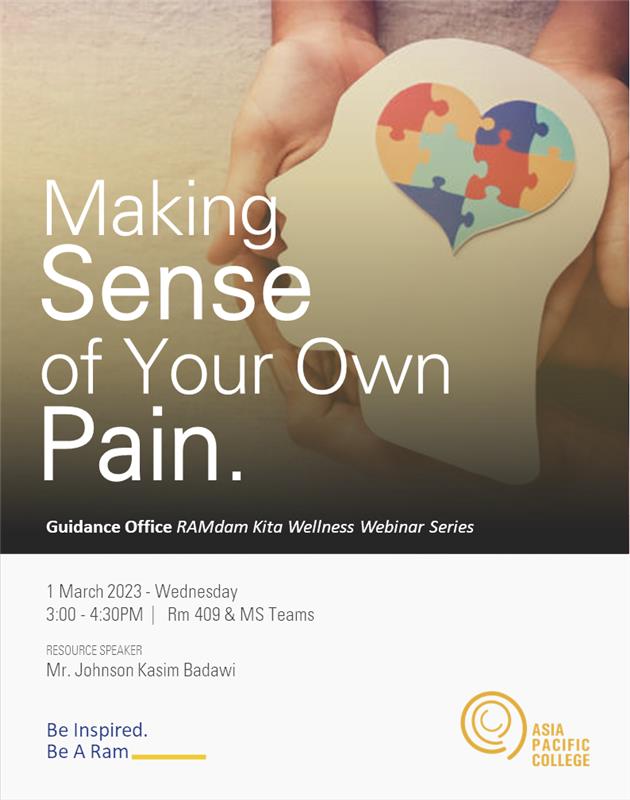 Making
Sense
of Your Own
Pain.
Guidance Office RAMdam Kita Wellness Webinar Series
1 March 2023 - Wednesday
3:00 - 4:30PM | Rm 409 & MS Teams
RESOURCE SPEAKER
Mr. Johnson Kasim Badawi
Be Inspired.
Be A Ram
ASIA
PACIFIC
COLLEGE